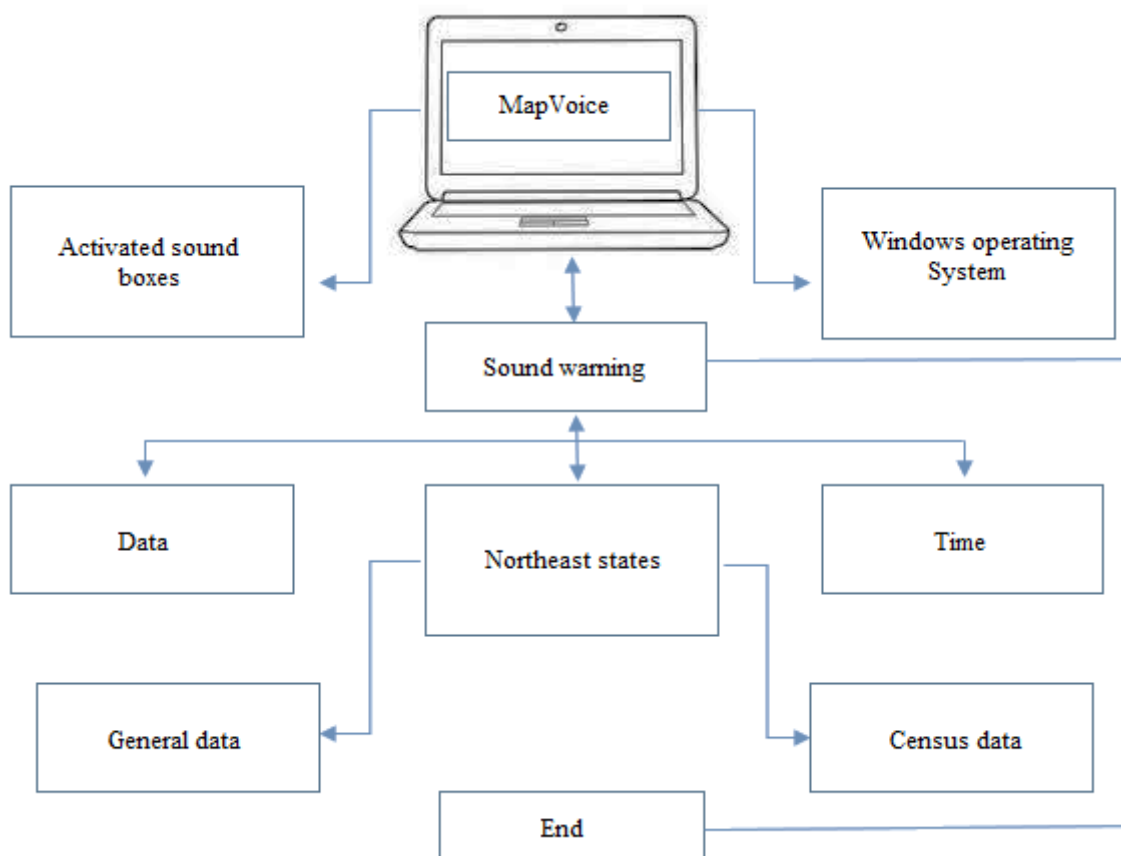 MapVoice
Activated sound
boxes
Windows operating
System
Sound warning
Data
Northeast states
Time
General data
Census data
End